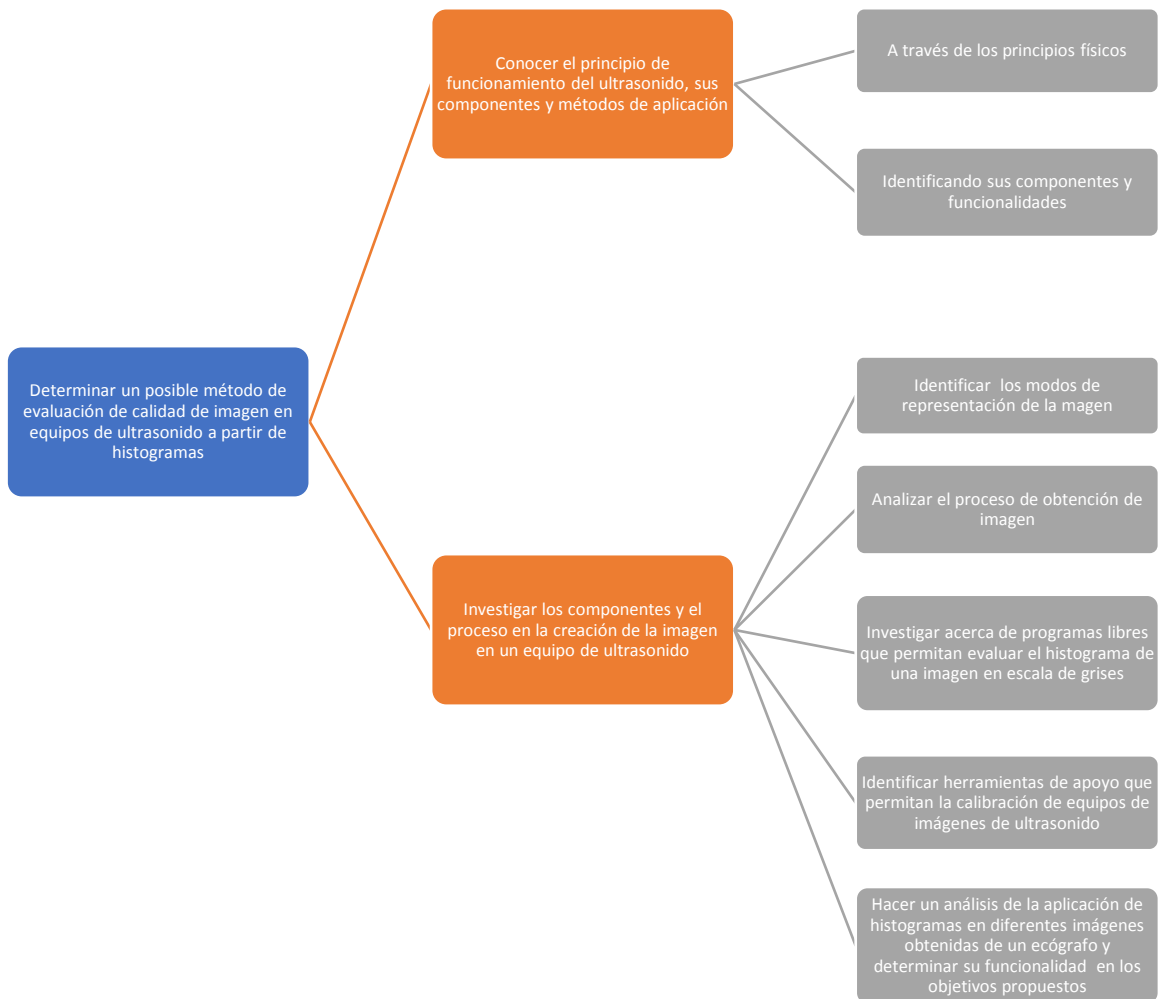 Conocer el principio de
funcionamiento del ultrasonido, sus
componentes y métodos de aplicación
A través de los principios físicos
Identificando sus componentes y
funcionalidades
Determinar un posible método de
evaluación de calidad de imagen en
equipos de ultrasonido a partir de
histogramas
Investigar los componentes y el
proceso en la creación de la imagen
en un equipo de ultrasonido
Identificar  los modos de
representación de la magen
Analizar el proceso de obtención de
imagen
Investigar acerca de programas libres
que permitan evaluar el histograma de
una imagen en escala de grises
Identificar herramientas de apoyo que
permitan la calibración de equipos de
imágenes de ultrasonido
Hacer un análisis de la aplicación de
histogramas en diferentes imágenes
obtenidas de un ecógrafo y
determinar su funcionalidad  en los
objetivos propuestos